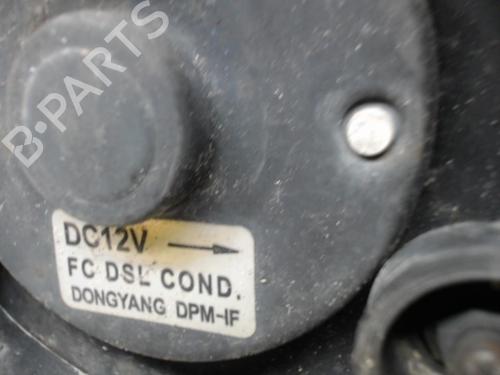 B-PARTS
DC12V →
FC DSL COND.
DONGYANG DPM-IF